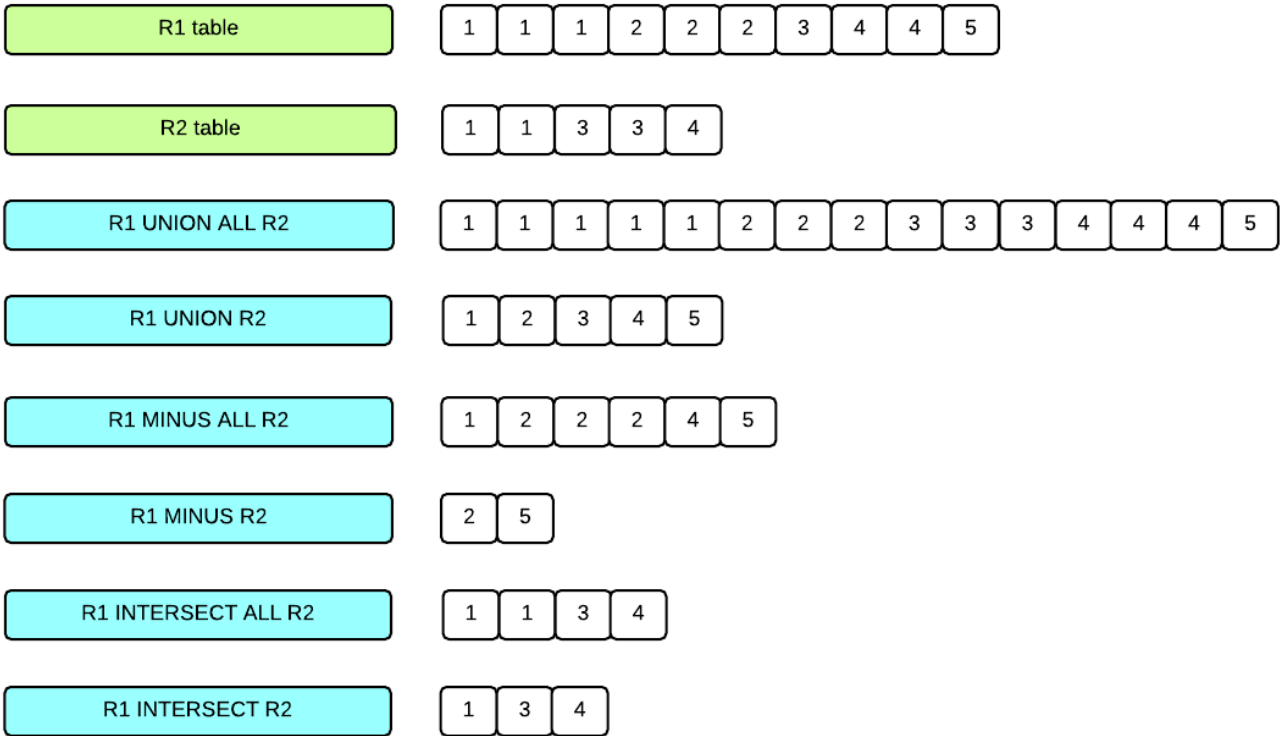 R1 table 1 1 1 2 2 2 3 4 4 5
R2 table 1 1 3 3 4
R1 UNION ALL R2 1 1 1 1 1 2 2 2 3 3 3 4 4 4 5
R1 UNION R2 1 2 3 4 5
R1 MINUS ALL R2 1 2 2 2 4 5
R1 MINUS R2 2 5
R1 INTERSECT ALL R2 1 1 3 4
R1 INTERSECT R2 1 3 4